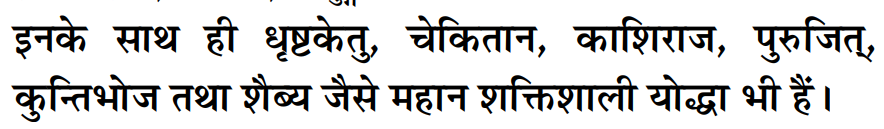 इनके साथ ही धृष्टकेतु, चेकितान, काशिराज, पुरुजित्,
कुन्तिभोज तथा शैब्य जैसे महान शक्तिशाली योद्धा भी हैं।